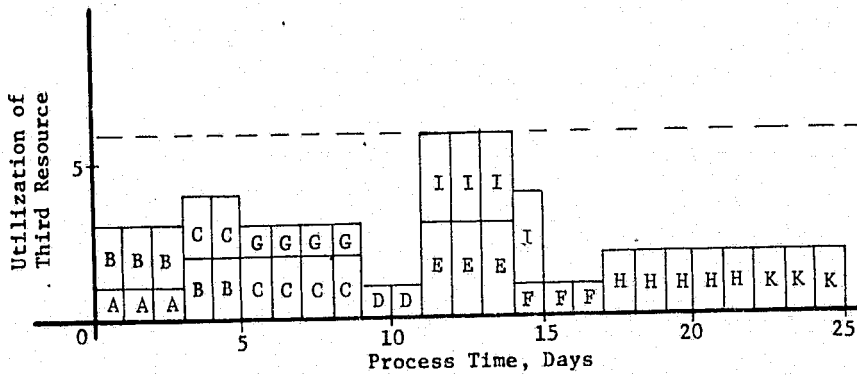 Utilization of
Third Resource
5
I I I
C C I
B B B G G G G
E E E
B B C C C C H H H H H K K K
A A A D D F F F
0 5 10 15 20 25
Process Time, Days